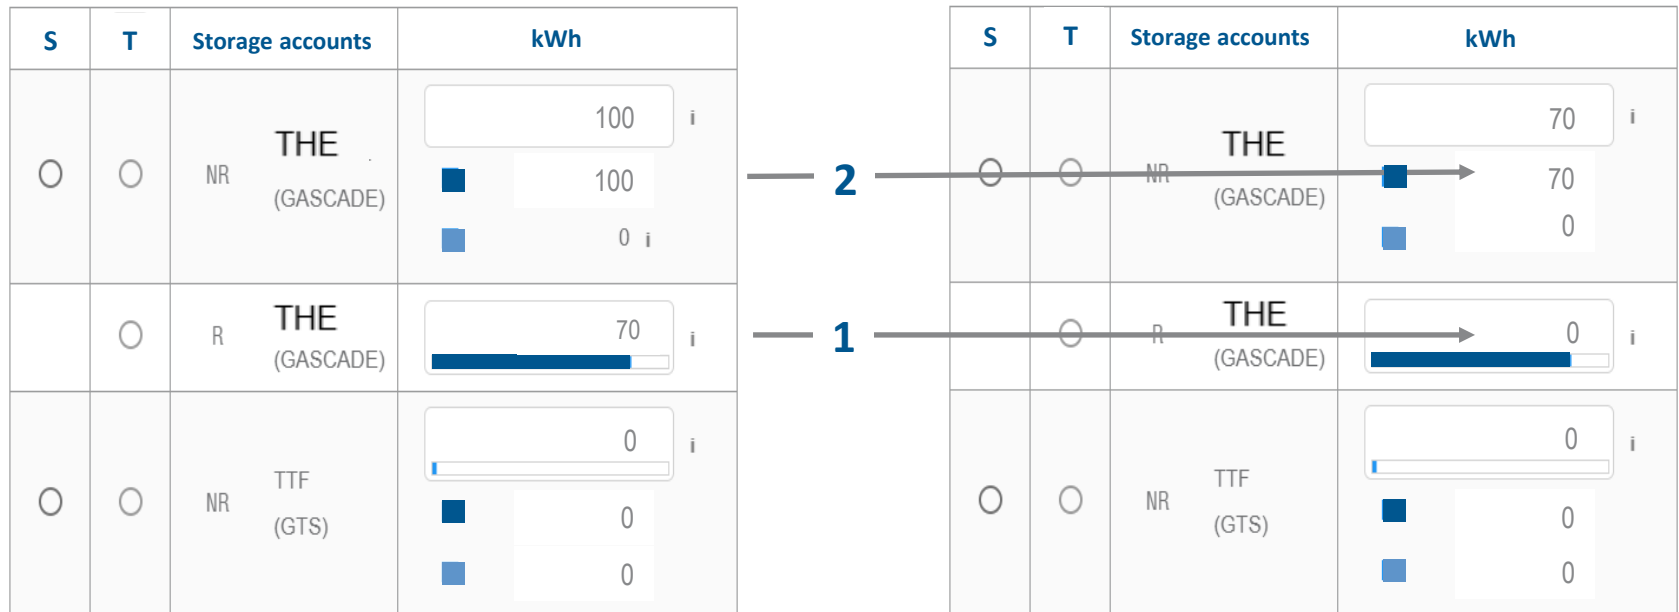 S T Storage accounts kWh
THE
NR
(GASCADE)
100 i
100
0 i
THE
R
(GASCADE)
70 i
TTF
NR
(GTS)
0 i
0
0
2
1
S T Storage accounts kWh
THE
NR
(GASCADE)
70 i
70
0
THE
R
(GASCADE)
0 i
TTF
NR
(GTS)
0 i
0
0